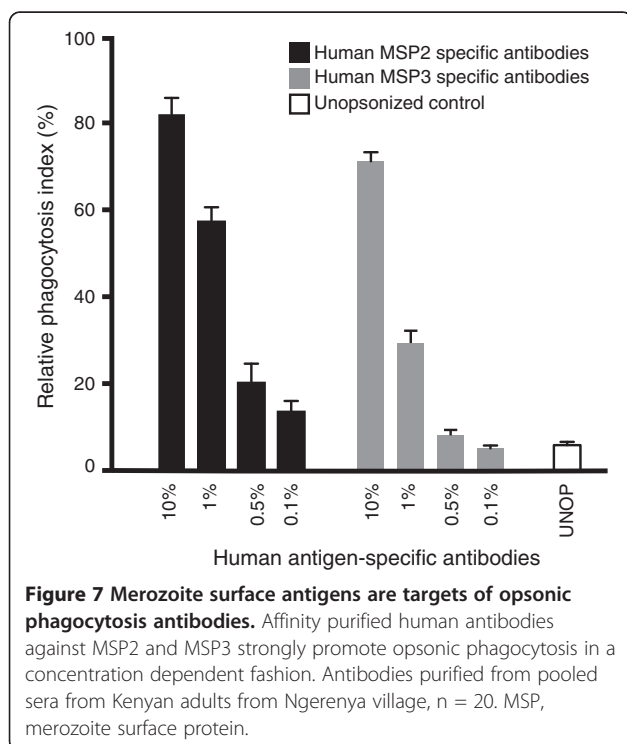 100
80
60
40
20
0
Relative phagocytosis index (%)
Human MSP2 specific antibodies
Human MSP3 specific antibodies
Unopsonized control
10%
1%
0.5%
0.1%
10%
1%
0.5%
0.1%
UNOP
Human antigen-specific antibodies
Figure 7 Merozoite surface antigens are targets of opsonic
phagocytosis antibodies. Affinity purified human antibodies
against MSP2 and MSP3 strongly promote opsonic phagocytosis in a
concentration dependent fashion. Antibodies purified from pooled
sera from Kenyan adults from Ngerenya village, n = 20. MSP,
merozoite surface protein.